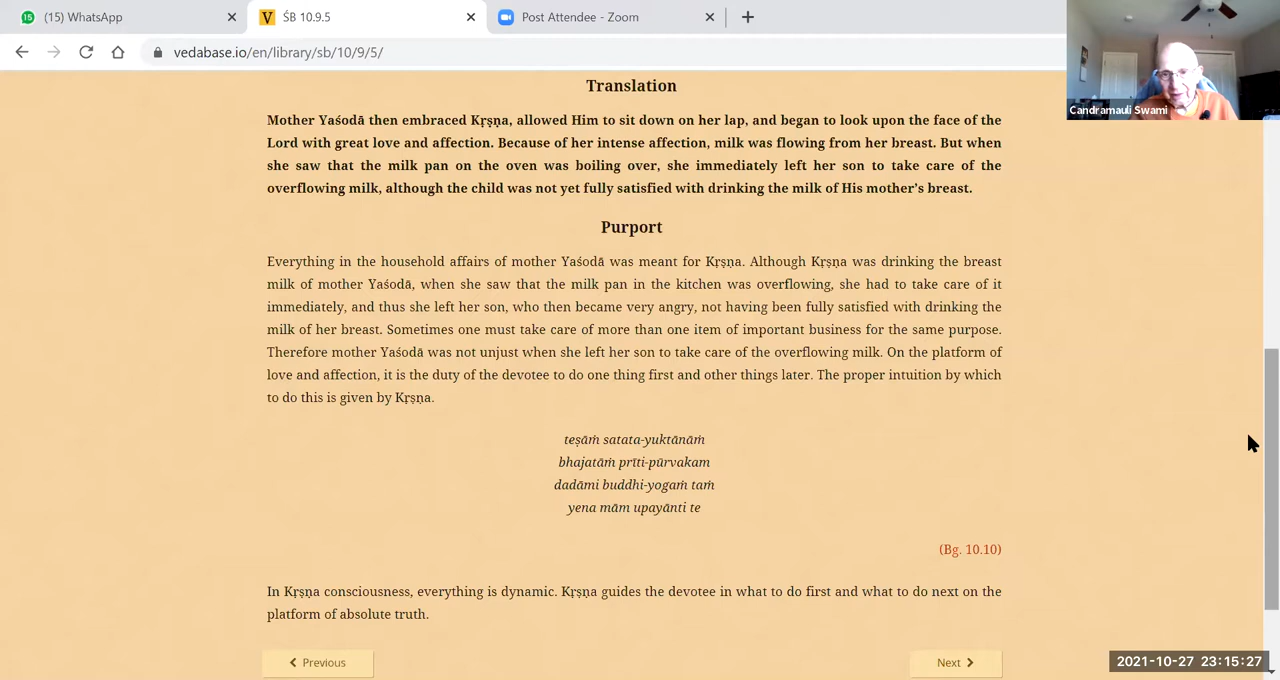 (15) WhatsApp
ŚB 10.9.5
Post Attendee - Zoom
vedabase.io/en/library/sb/10/9/5/
Candramauli Swami
Translation
Mother Yaśodā then embraced Kṛṣṇa, allowed Him to sit down on her lap, and began to look upon the face of the
Lord with great love and affection. Because of her intense affection, milk was flowing from her breast. But when
she saw that the milk pan on the oven was boiling over, she immediately left her son to take care of the
overflowing milk, although the child was not yet fully satisfied with drinking the milk of His mother’s breast.
Purport
Everything in the household affairs of mother Yaśodā was meant for Kṛṣṇa. Although Kṛṣṇa was drinking the breast
milk of mother Yaśodā, when she saw that the milk pan in the kitchen was overflowing, she had to take care of it
immediately, and thus she left her son, who then became very angry, not having been fully satisfied with drinking the
milk of her breast. Sometimes one must take care of more than one item of important business for the same purpose.
Therefore mother Yaśodā was not unjust when she left her son to take care of the overflowing milk. On the platform of
love and affection, it is the duty of the devotee to do one thing first and other things later. The proper intuition by which
to do this is given by Kṛṣṇa.
teṣāṁ satata-yuktānāṁ
bhajatāṁ prīti-pūrvakam
dadāmi buddhi-yogaṁ taṁ
yena mām upayānti te
(Bg. 10.10)
In Kṛṣṇa consciousness, everything is dynamic. Kṛṣṇa guides the devotee in what to do first and what to do next on the
platform of absolute truth.
Previous
Next
2021-10-27 23:15:27